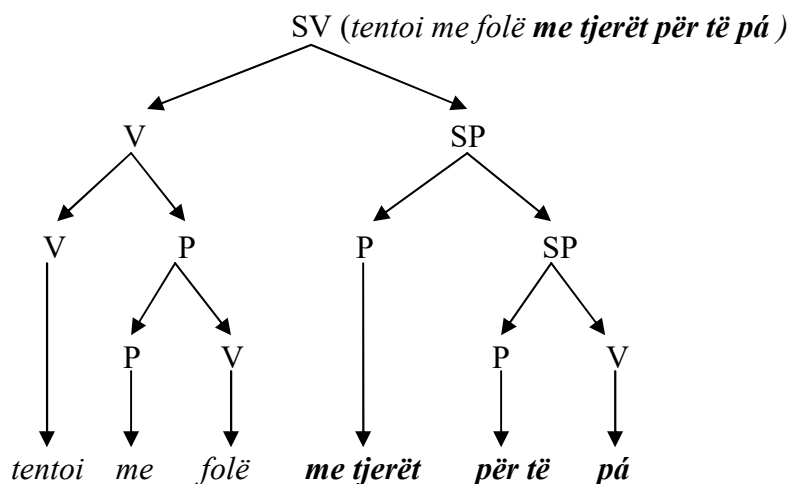 SV (tentoi me folë me tjerët për të pá )
V SP
V P P SP
P V P V
tentoi me folë me tjerët për të pá